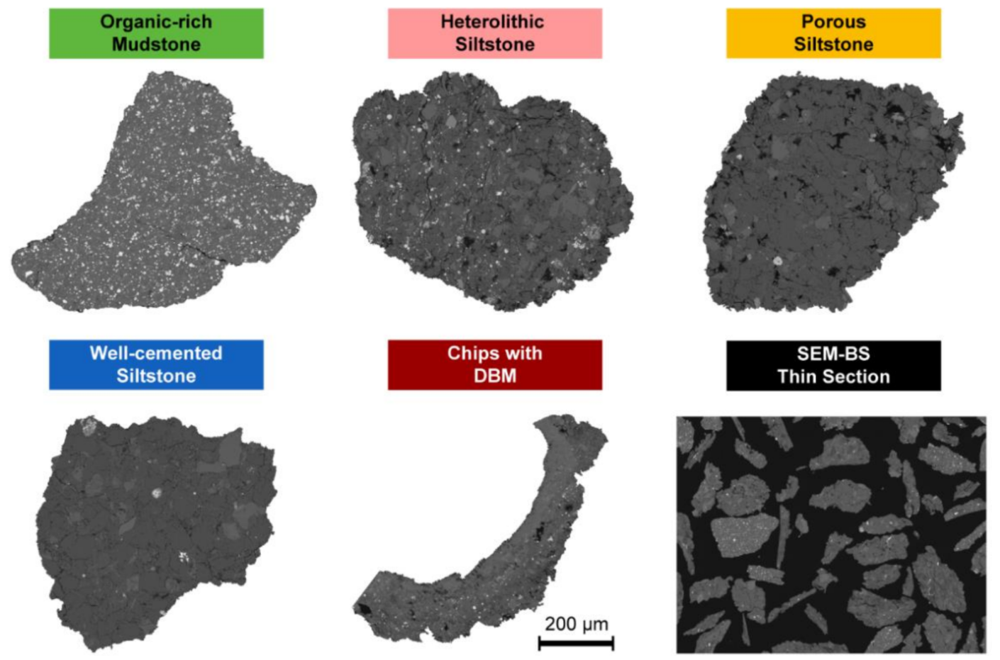 Organic-rich
Mudstone
Heterolithic
Siltstone
Porous
Siltstone
Well-cemented
Siltstone
Chips with
DBM
SEM-BS
Thin Section
200 μm